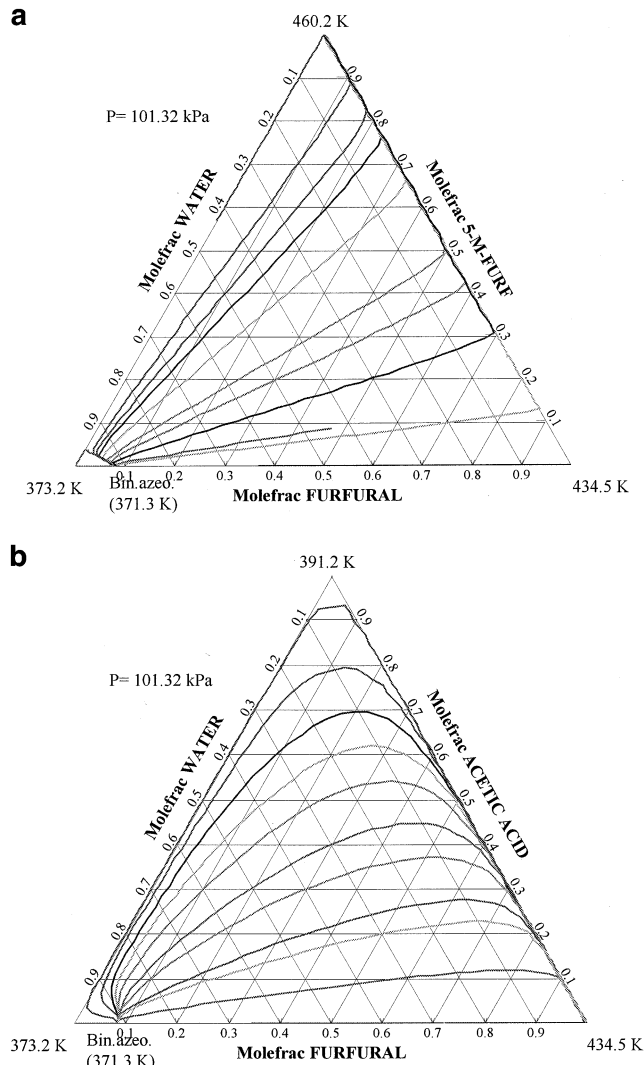 a
460.2 K
P= 101.32 kPa
Molefrac WATER
0.1
0.2
0.3
0.4
0.5
0.6
0.7
0.8
0.9
Molefrac 5-M-FURF
0.9
0.8
0.7
0.6
0.5
0.4
0.3
0.2
0.1
0.1 0.2 0.3 0.4 0.5 0.6 0.7 0.8 0.9
373.2 K
Bin.azeo.
(371.3 K)
Molefrac FURFURAL
434.5 K
b
391.2 K
P= 101.32 kPa
Molefrac WATER
0.1
0.2
0.3
0.4
0.5
0.6
0.7
0.8
0.9
Molefrac ACETIC ACID
0.9
0.8
0.7
0.6
0.5
0.4
0.3
0.2
0.1
0.1 0.2 0.3 0.4 0.5 0.6 0.7 0.8 0.9
373.2 K
Bin.azeo.
(371.3 K)
Molefrac FURFURAL
434.5 K